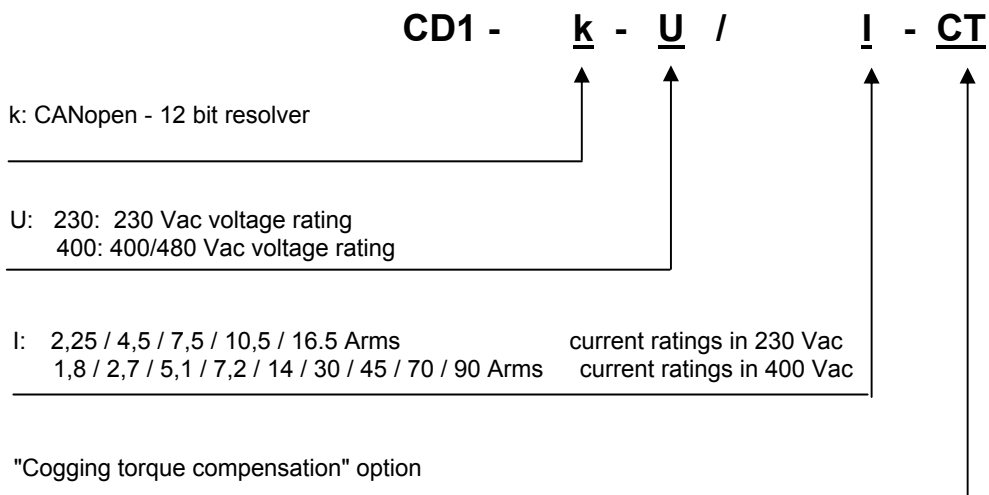 CD1 - k - U / I - CT
k: CANopen - 12 bit resolver
U: 230: 230 Vac voltage rating
400: 400/480 Vac voltage rating
I: 2,25 / 4,5 / 7,5 / 10,5 / 16.5 Arms current ratings in 230 Vac
1,8 / 2,7 / 5,1 / 7,2 / 14 / 30 / 45 / 70 / 90 Arms current ratings in 400 Vac
"Cogging torque compensation" option